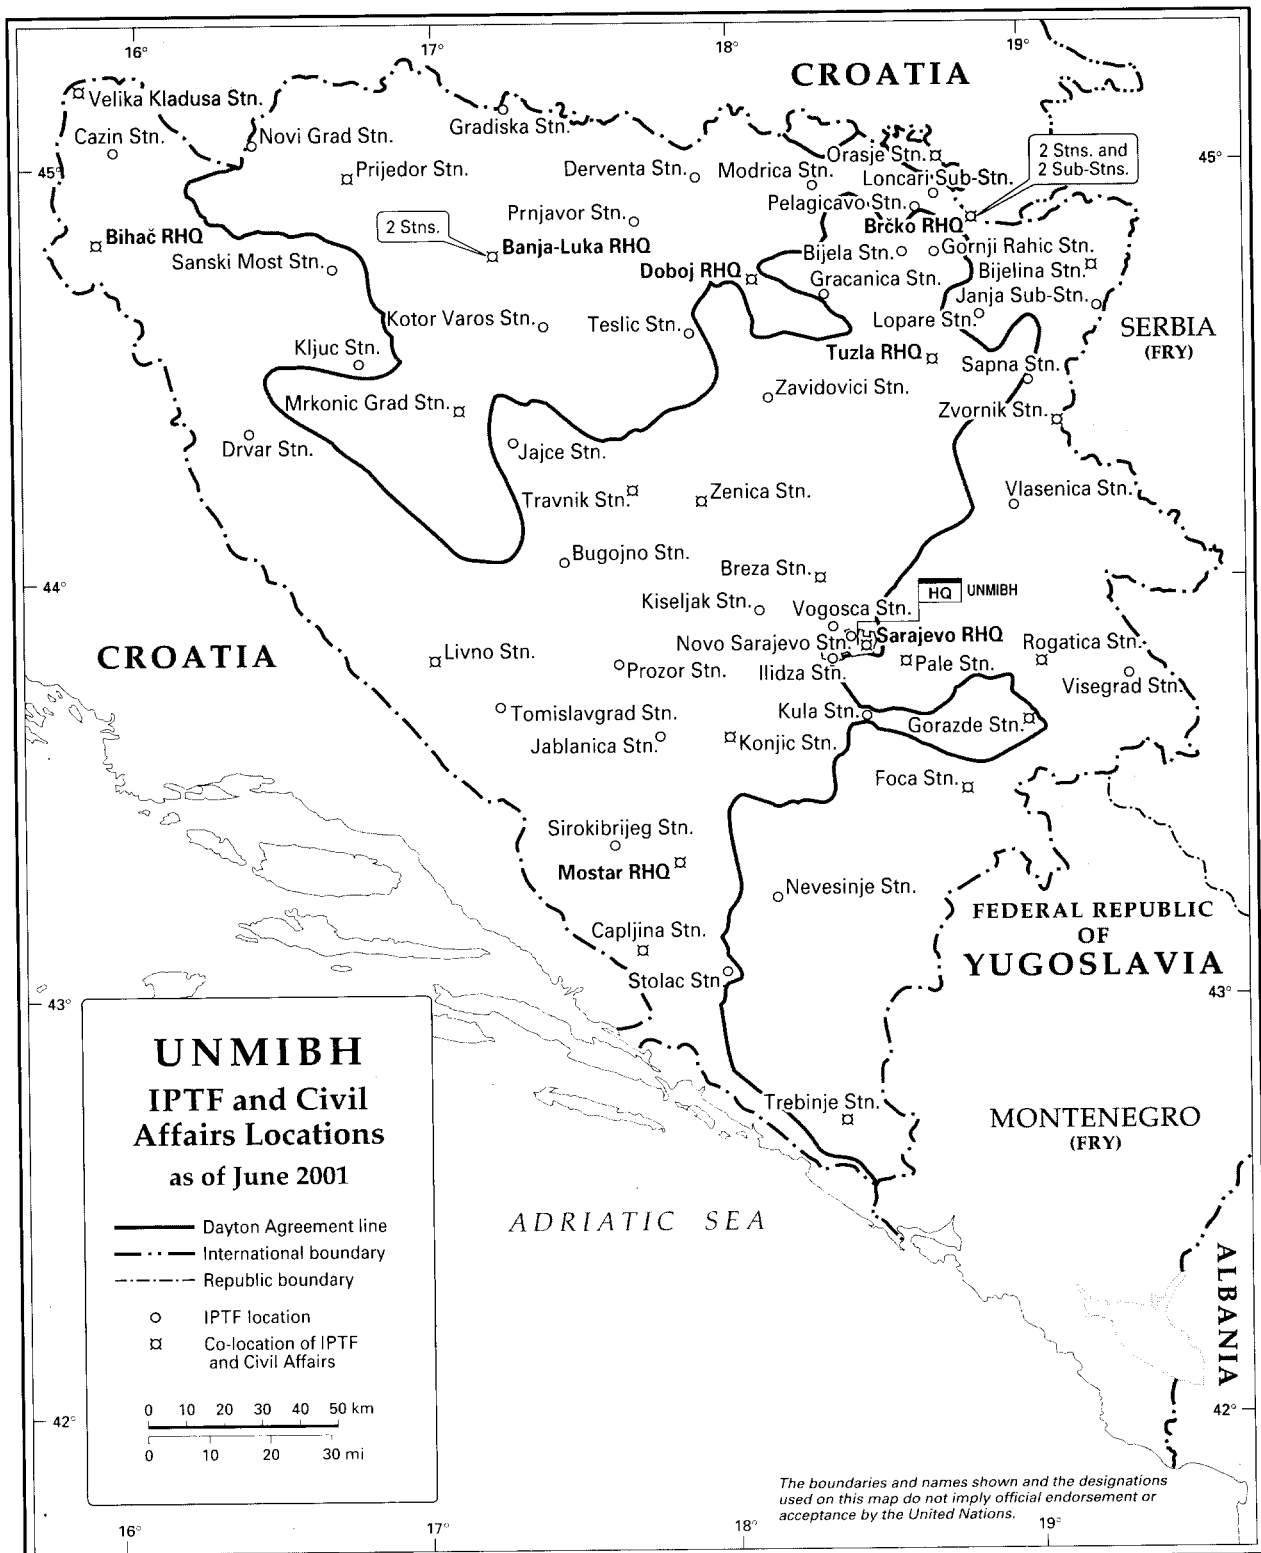 16°
17°
18°
19°
CROATIA
Velika Kladusa Stn.
Gradiska Stn.
Cazin Stn.
Novi Grad Stn.
2 Stns. and
2 Sub-Stns.
45°
45°
Orasje Stn.
Prijedor Stn.
Derventa Stn.
Modrica Stn.
Loncari Sub-Stn.
Pelagicavo Stn.
Prnjavor Stn.
2 Stns.
Brčko RHQ
Bihač RHQ
Banja-Luka RHQ
Bijela Stn.
Gornji Rahic Stn.
Sanski Most Stn.
Doboj RHQ
Bijelina Stn.
Gracanica Stn.
Janja Sub-Stn.
Kotor Varos Stn.
Teslic Stn.
Lopare Stn.
SERBIA
(FRY)
Kljuc Stn.
Tuzla RHQ
Sapna Stn.
Zavidovici Stn.
Mrkonic Grad Stn.
Zvornik Stn.
Drvar Stn.
Jajce Stn.
Travnik Stn.
Zenica Stn.
Vlasenica Stn.
Bugojno Stn.
Breza Stn.
44°
HQ UNMIBH
Kiseljak Stn.
Vogosca Stn.
CROATIA
Livno Stn.
Novo Sarajevo Stn.
Sarajevo RHQ
Rogatica Stn.
Prozor Stn.
Ilidza Stn.
Pale Stn.
Visegrad Stn.
Tomislavgrad Stn.
Kula Stn.
Gorazde Stn.
Jablanica Stn.
Konjic Stn.
Foca Stn.
Sirokibrijeg Stn.
Mostar RHQ
Nevesinje Stn.
FEDERAL REPUBLIC
OF
YUGOSLAVIA
Capljina Stn.
Stolac Stn.
43°
43°
UNMIBH
IPTF and Civil
Affairs Locations
as of June 2001
Dayton Agreement line
International boundary
Republic boundary
IPTF location
Co-location of IPTF
and Civil Affairs
0 10 20 30 40 50 km
0 10 20 30 mi
Trebinje Stn.
MONTENEGRO
(FRY)
ADRIATIC SEA
ALBANIA
42°
42°
The boundaries and names shown and the designations
used on this map do not imply official endorsement or
acceptance by the United Nations.
16°
17°
18°
19°